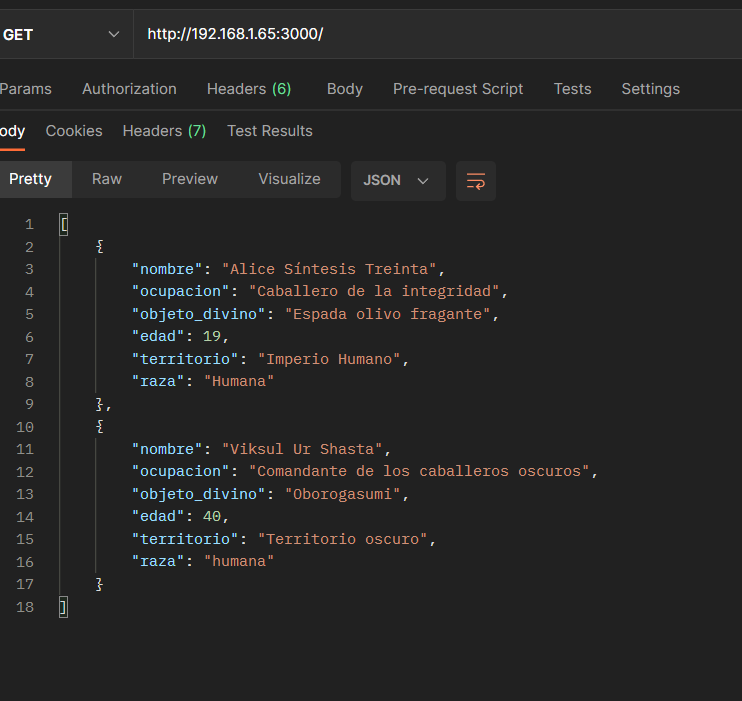 GET http://192.168.1.65:3000/
Params Authorization Headers (6) Body Pre-request Script Tests Settings
ody Cookies Headers (7) Test Results
Pretty Raw Preview Visualize JSON
1 [
2 {
3 "nombre": "Alice Síntesis Treinta",
4 "ocupacion": "Caballero de la integridad",
5 "objeto_divino": "Espada olivo fragante",
6 "edad": 19,
7 "territorio": "Imperio Humano",
8 "raza": "Humana"
9 },
10 {
11 "nombre": "Viksul Ur Shasta",
12 "ocupacion": "Comandante de los caballeros oscuros",
13 "objeto_divino": "Oborogasumi",
14 "edad": 40,
15 "territorio": "Territorio oscuro",
16 "raza": "humana"
17 }
18 ]